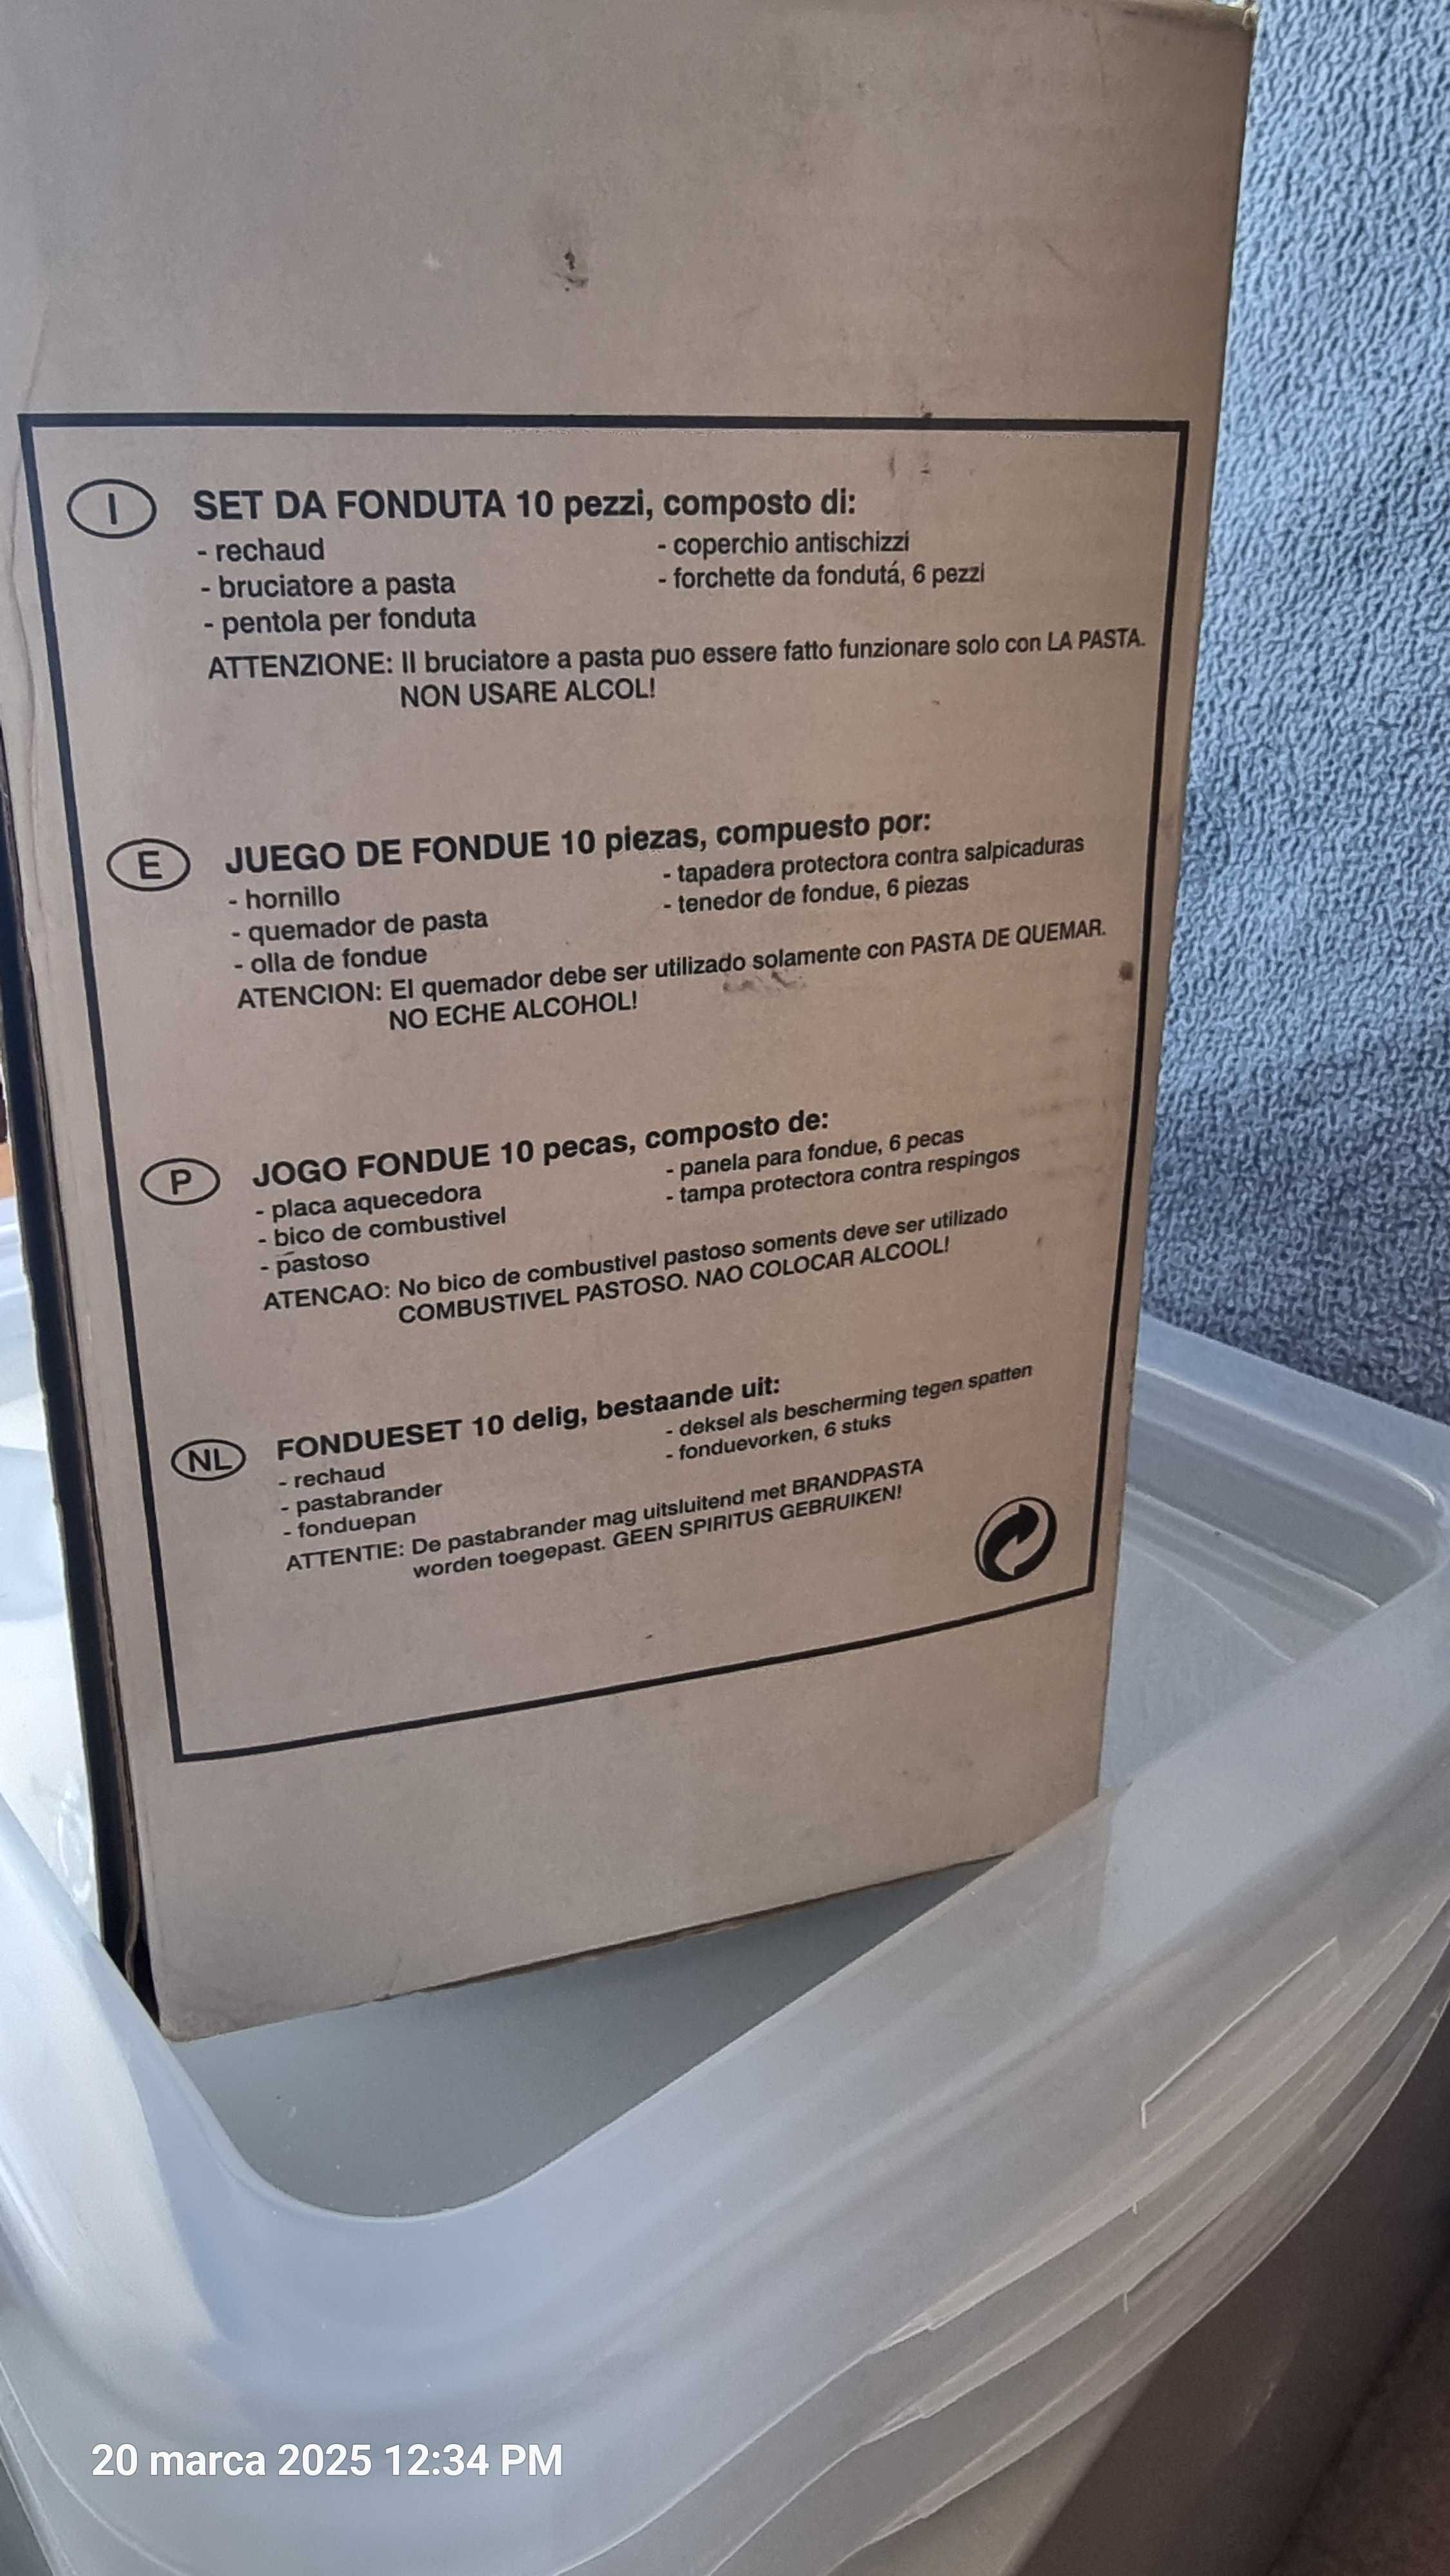 I
SET DA FONDUTA 10 pezzi, composto di:
- rechaud
- bruciatore a pasta
- pentola per fonduta
- coperchio antischizzi
- forchette da fondutá, 6 pezzi
ATTENZIONE: Il bruciatore a pasta puo essere fatto funzionare solo con LA PASTA.
NON USARE ALCOL!
E
JUEGO DE FONDUE 10 piezas, compuesto por:
- hornillo
- quemador de pasta
- olla de fondue
- tapadera protectora contra salpicaduras
- tenedor de fondue, 6 piezas
ATENCION: El quemador debe ser utilizado solamente con PASTA DE QUEMAR.
NO ECHE ALCOHOL!
P
JOGO FONDUE 10 pecas, composto de:
- placa aquecedora
- bico de combustivel
- pastoso
- panela para fondue, 6 pecas
- tampa protectora contra respingos
ATENCAO: No bico de combustivel pastoso soments deve ser utilizado
COMBUSTIVEL PASTOSO. NAO COLOCAR ALCOOL!
NL
FONDUESET 10 delig, bestaande uit:
- rechaud
- pastabrander
- fonduepan
- deksel als bescherming tegen spatten
- fonduevorken, 6 stuks
ATTENTIE: De pastabrander mag uitsluitend met BRANDPASTA
worden toegepast. GEEN SPIRITUS GEBRUIKEN!
20 marca 2025 12:34 PM